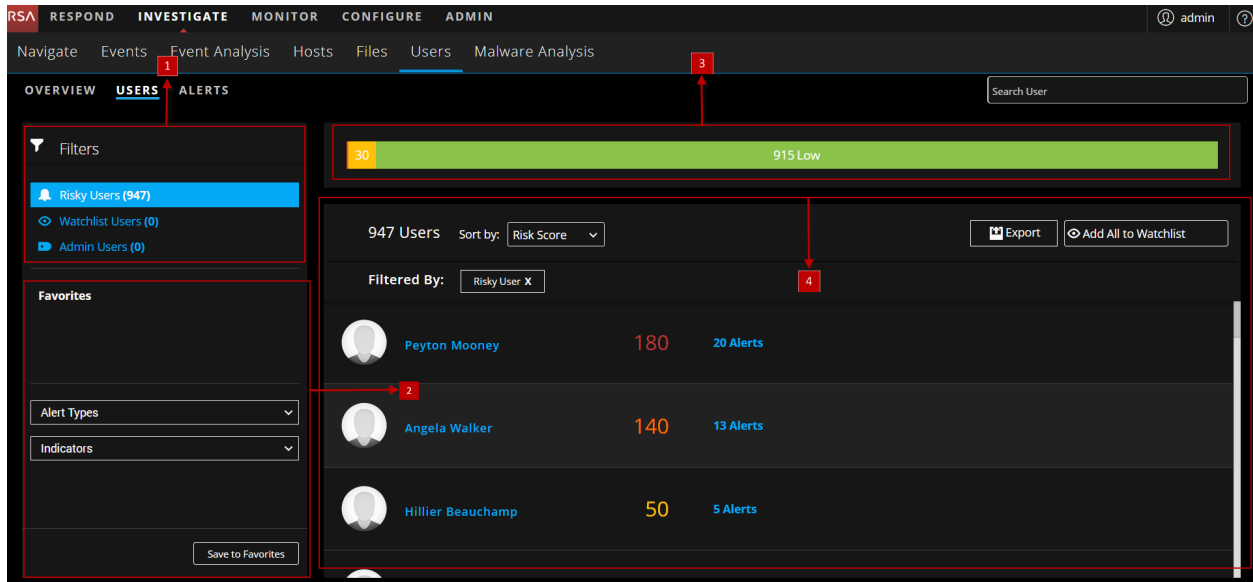 RSA RESPOND INVESTIGATE MONITOR CONFIGURE ADMIN admin ?
Navigate Events Event Analysis Hosts Files Users Malware Analysis
1
3
OVERVIEW USERS ALERTS
Search User
Filters
30 915 Low
Risky Users (947)
Watchlist Users (0)
Admin Users (0)
947 Users Sort by: Risk Score Export Add All to Watchlist
Filtered By: Risky User X
4
Favorites
Peyton Mooney 180 20 Alerts
2
Alert Types
Indicators
Angela Walker 140 13 Alerts
Hillier Beauchamp 50 5 Alerts
Save to Favorites